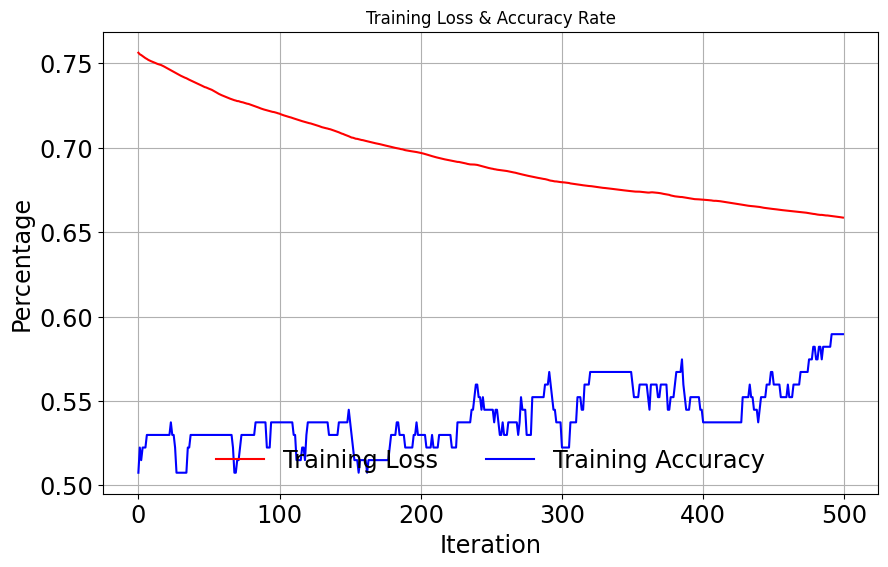 Training Loss & Accuracy Rate
0.75
0.70
0.65
0.60
0.55
0.50
Percentage
Training Loss
Training Accuracy
0 100 200 300 400 500
Iteration